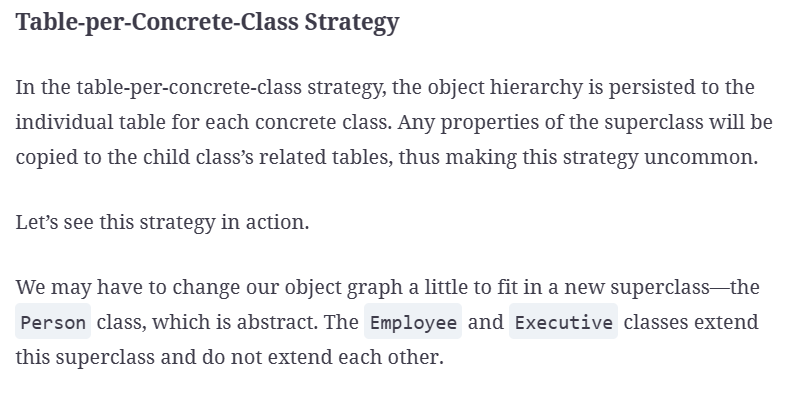 Table-per-Concrete-Class Strategy
In the table-per-concrete-class strategy, the object hierarchy is persisted to the
individual table for each concrete class. Any properties of the superclass will be
copied to the child class’s related tables, thus making this strategy uncommon.
Let’s see this strategy in action.
We may have to change our object graph a little to fit in a new superclass—the
Person class, which is abstract. The Employee and Executive classes extend
this superclass and do not extend each other.